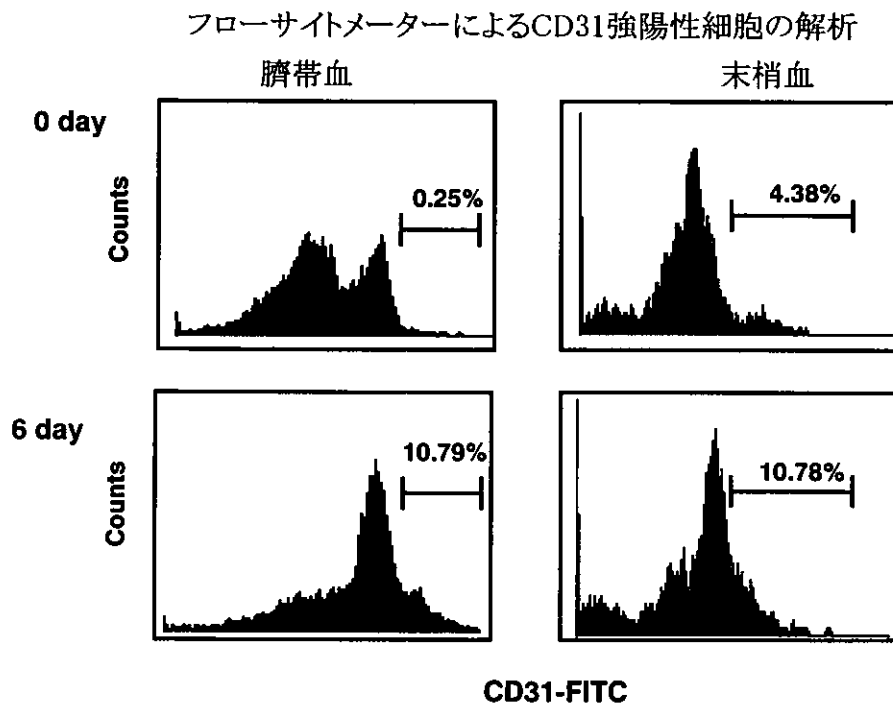 フローサイトメーターによるCD31強陽性細胞の解析
臍帯血
末梢血
0 day
Counts
0.25%
4.38%
6 day
Counts
10.79%
10.78%
CD31-FITC